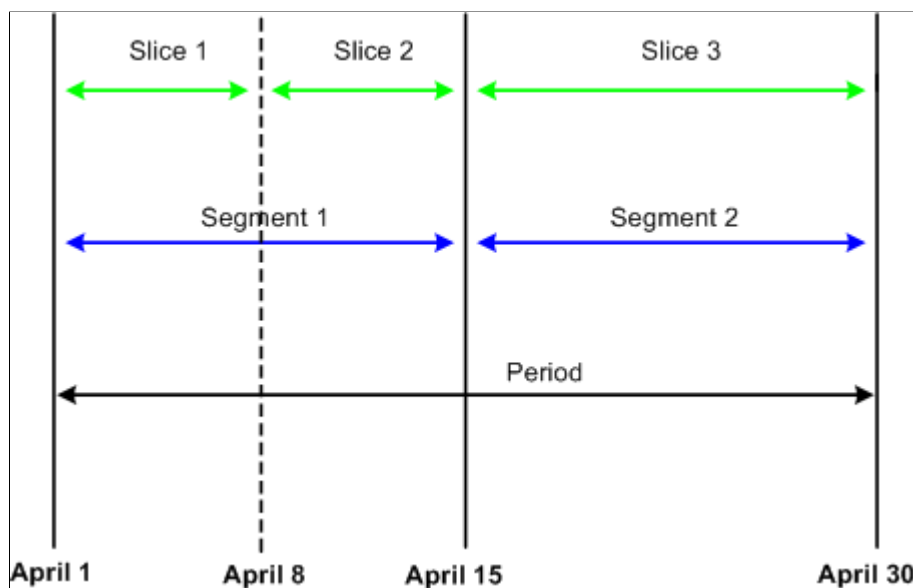 Slice 1 Slice 2 Slice 3
Segment 1 Segment 2
Period
April 1 April 8 April 15 April 30